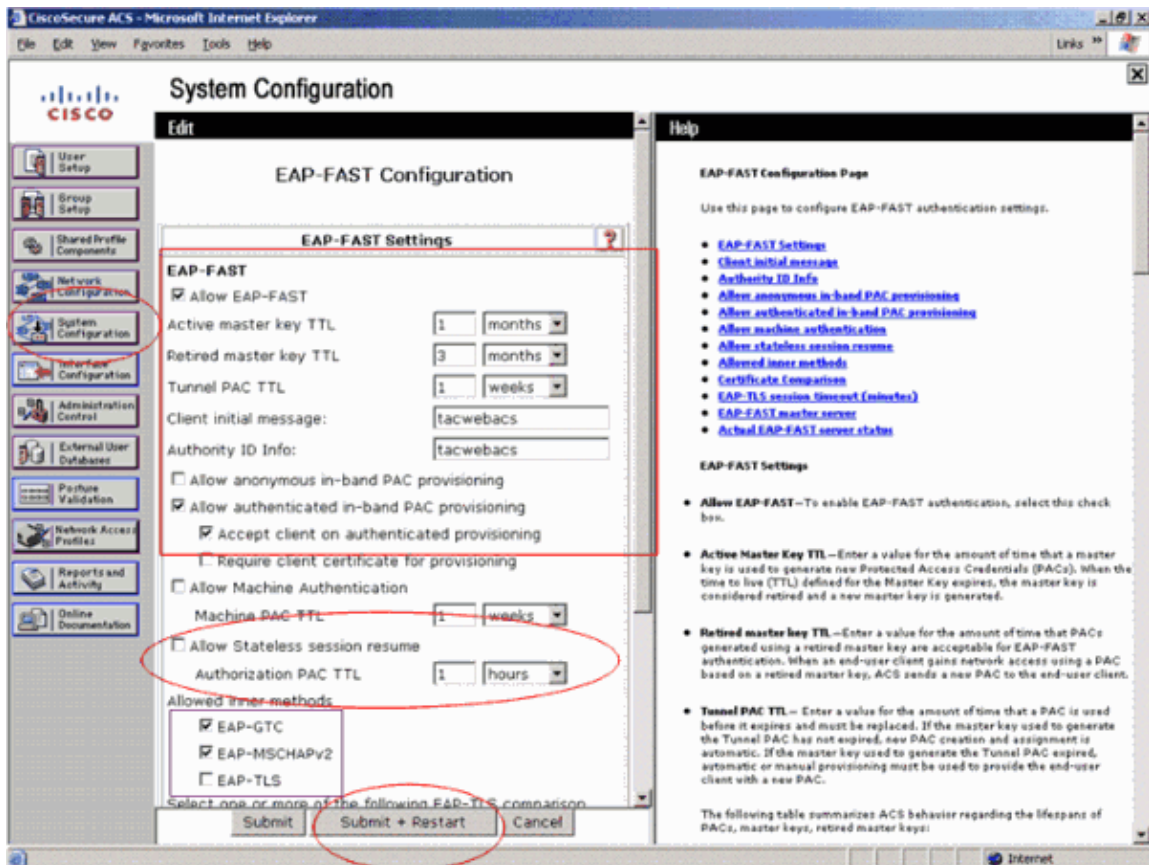 CiscoSecure ACS - Microsoft Internet Explorer
File Edit View Favorites Tools Help
Links »
CISCO
System Configuration
User
Setup
Group
Setup
Shared Profile
Components
Network
Configuration
System
Configuration
Interface
Configuration
Administration
Control
External User
Databases
Posture
Validation
Network Access
Profiles
Reports and
Activity
Online
Documentation
Edit
EAP-FAST Configuration
EAP-FAST Settings
?
EAP-FAST
Allow EAP-FAST
Active master key TTL 1 months
Retired master key TTL 3 months
Tunnel PAC TTL 1 weeks
Client initial message: tacwebacs
Authority ID Info: tacwebacs
Allow anonymous in-band PAC provisioning
Allow authenticated in-band PAC provisioning
Accept client on authenticated provisioning
Require client certificate for provisioning
Allow Machine Authentication
Machine PAC TTL 1 weeks
Allow Stateless session resume
Authorization PAC TTL 1 hours
Allowed inner methods
EAP-GTC
EAP-MSCHAPv2
EAP-TLS
Select one or more of the following EAP-TLS comparison
Submit Submit + Restart Cancel
Help
EAP-FAST Configuration Page
Use this page to configure EAP-FAST authentication settings.
EAP-FAST Settings
Client initial message
Authority ID Info
Allow anonymous in-band PAC provisioning
Allow authenticated in-band PAC provisioning
Allow machine authentication
Allow stateless session resume
Allowed inner methods
Certificate Comparison
EAP-TLS session timeout (minutes)
EAP-FAST master server
Actual EAP-FAST server status
EAP-FAST Settings
Allow EAP-FAST—To enable EAP-FAST authentication, select this check
box.
Active Master Key TTL—Enter a value for the amount of time that a master
key is used to generate new Protected Access Credentials (PACs). When the
time to live (TTL) defined for the Master Key expires, the master key is
considered retired and a new master key is generated.
Retired master key TTL—Enter a value for the amount of time that PACs
generated using a retired master key are acceptable for EAP-FAST
authentication. When an end-user client gains network access using a PAC
based on a retired master key, ACS sends a new PAC to the end-user client.
Tunnel PAC TTL— Enter a value for the amount of time that a PAC is used
before it expires and must be replaced. If the master key used to generate
the Tunnel PAC has not expired, new PAC creation and assignment is
automatic. If the master key used to generate the Tunnel PAC expired,
automatic or manual provisioning must be used to provide the end-user
client with a new PAC.
The following table summarizes ACS behavior regarding the lifespans of
PACs, master keys, retired master keys:
Internet